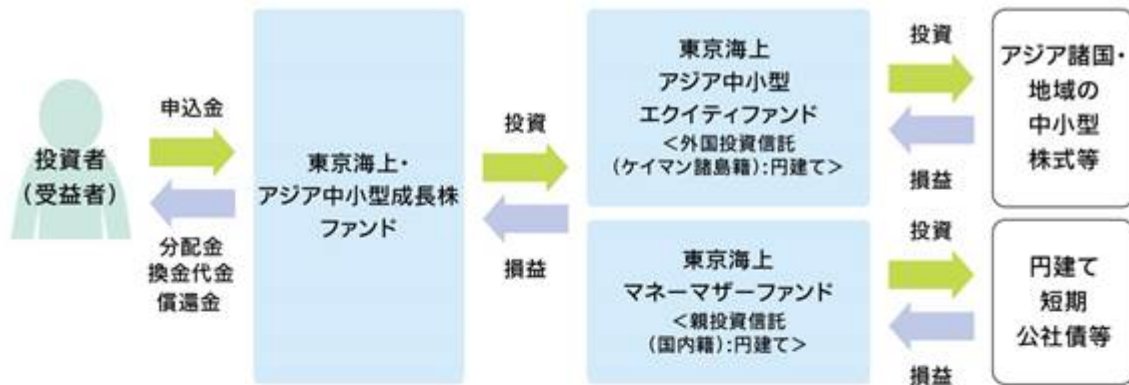 投資者
(受益者)
申込金
分配金
換金代金
償還金
東京海上・
アジア中小型成長株
ファンド
投資
損益
東京海上
アジア中小型
エクイティファンド
＜外国投資信託
(ケイマン諸島籍):円建て＞
投資
損益
アジア諸国・
地域の
中小型
株式等
東京海上
マネーマザーファンド
＜親投資信託
(国内籍):円建て＞
投資
損益
円建て
短期
公社債等